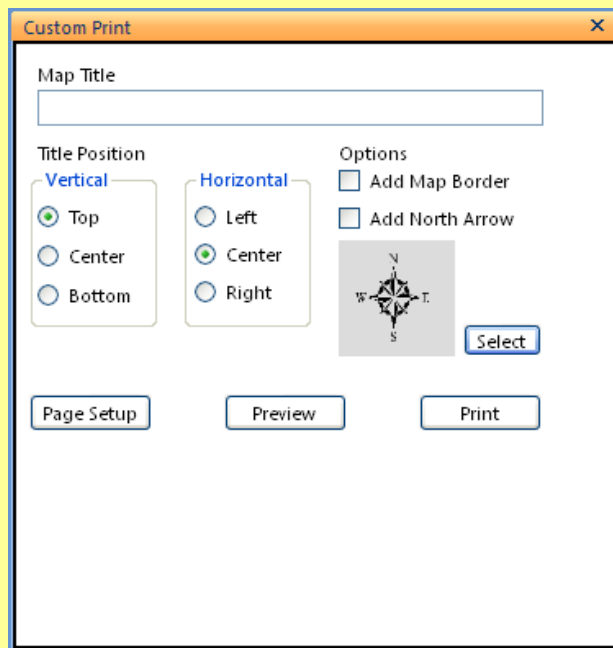 Custom Print
Map Title
Title Position
Options
Vertical
Top
Center
Bottom
Horizontal
Left
Center
Right
Add Map Border
Add North Arrow
N
W E
S
Select
Page Setup
Preview
Print